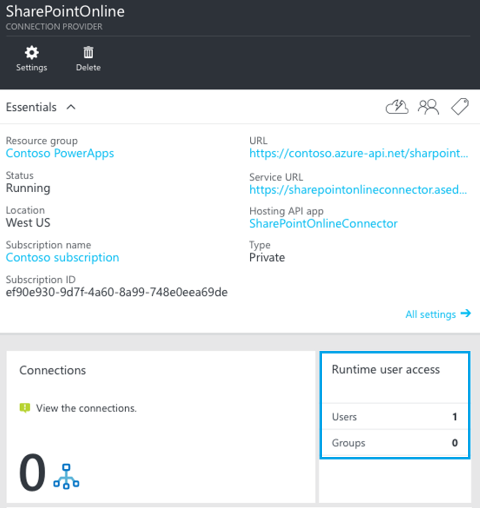 SharePointOnline
CONNECTION PROVIDER
Settings
Delete
Essentials
Resource group
Contoso PowerApps
URL
https://contoso.azure-api.net/sharpoint...
Status
Running
Service URL
https://sharepointonlineconnector.ased...
Location
West US
Hosting API app
SharePointOnlineConnector
Subscription name
Contoso subscription
Type
Private
Subscription ID
ef90e930-9d7f-4a60-8a99-748e0eea69de
All settings
Connections
View the connections.
0
Runtime user access
Users 1
Groups 0